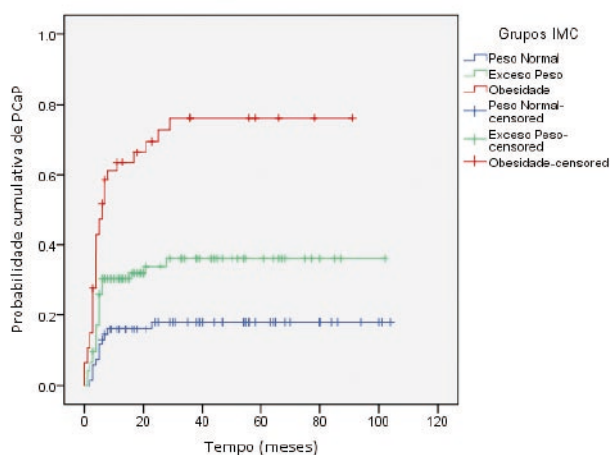 Grupos IMC
Peso Normal
Exceso Peso
Obesidade
Peso Normal-
censored
Exceso Peso-
censored
Obesidade-censored
Probabilidade cumulativa de PCaP
1.0
0.8
0.6
0.4
0.2
0.0
0 20 40 60 80 100 120
Tempo (meses)